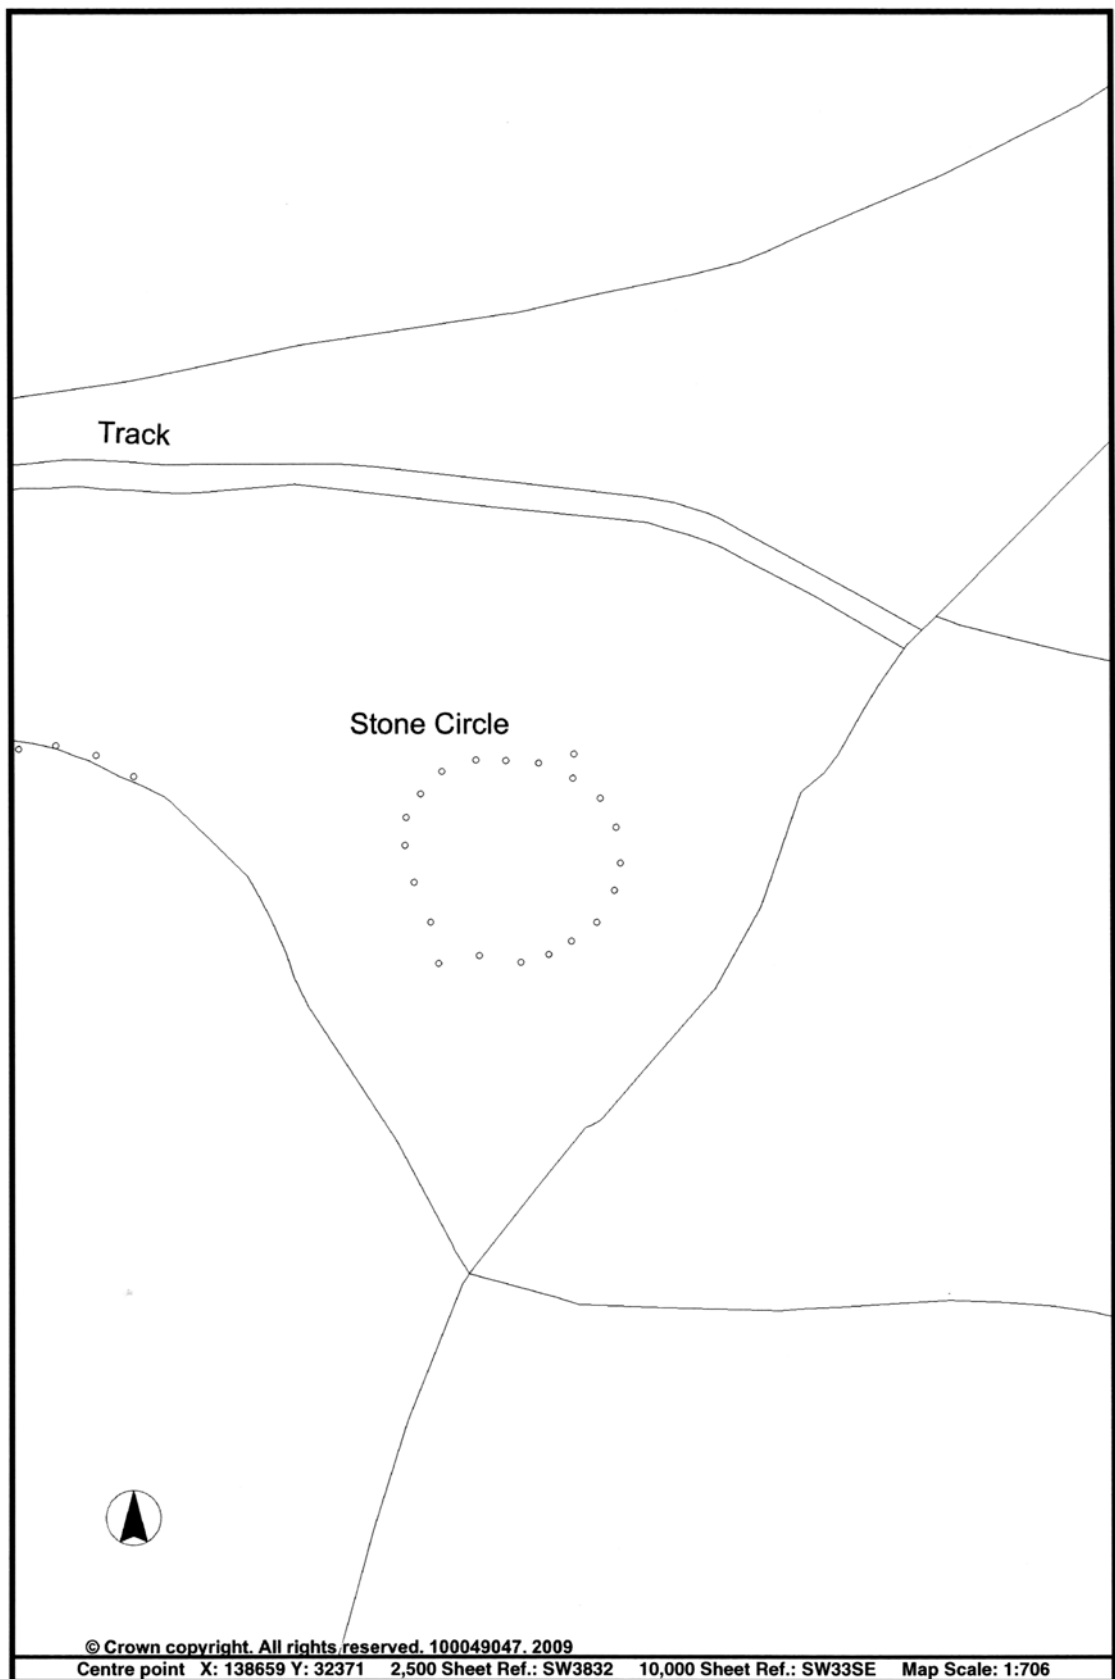 Track
Stone Circle
© Crown copyright. All rights reserved. 100049047. 2009
Centre point X: 138659 Y: 32371 2,500 Sheet Ref.: SW3832 10,000 Sheet Ref.: SW33SE Map Scale: 1:706